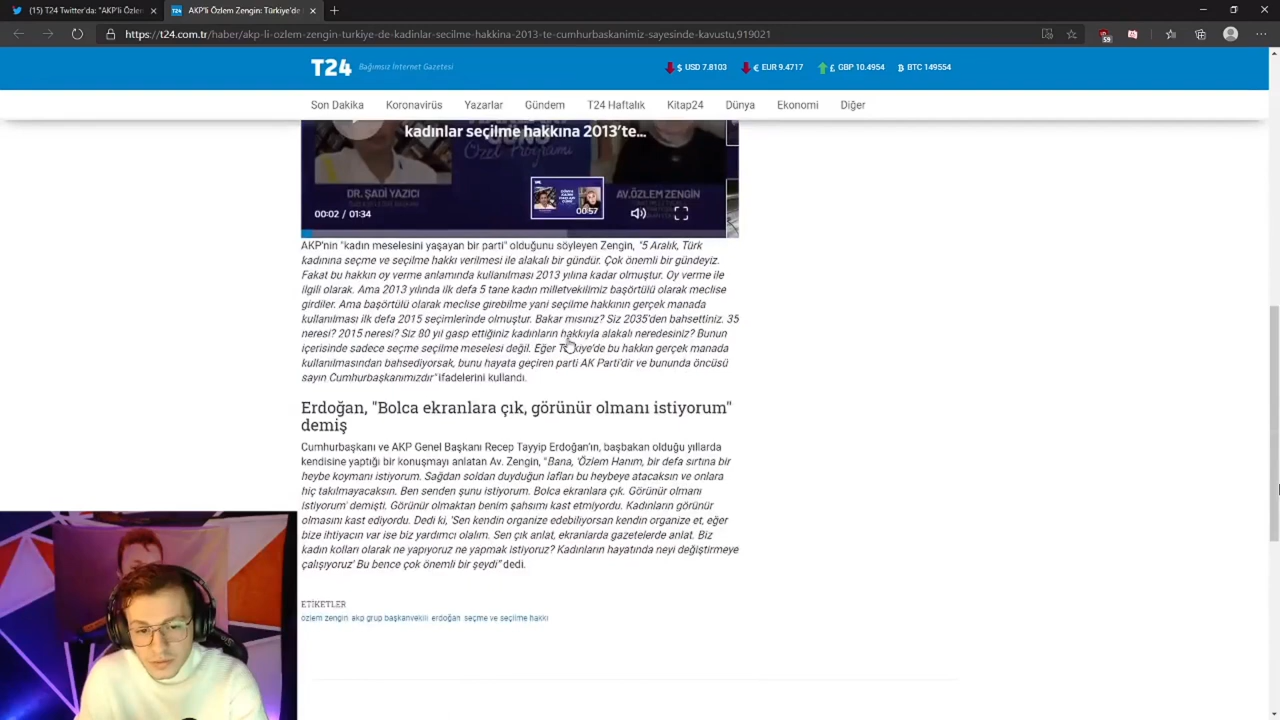 (15) T24 Twitter'da: "AKP'li Özlen
AKP'li Özlem Zengin: Türkiye'de
https://t24.com.tr/haber/akp-li-ozlem-zengin-turkiye-de-kadinlar-secilme-hakkina-2013-te-cumhurbaskanimiz-sayesinde-kavustu,919021
59
T24 Bağımsız İnternet Gazetesi
$ USD 7.8103 € EUR 9.4717 £ GBP 10.4954 BTC 149554
Son Dakika Koronavirüs Yazarlar Gündem T24 Haftalık Kitap24 Dünya Ekonomi Diğer
kadınlar seçilme hakkına 2013'te...
Özel Programı
DR. ŞADİ YAZICI
AV.ÖZLEM ZENGİN
00:57
00:02 / 01:34
AKP'nin "kadın meselesini yaşayan bir parti" olduğunu söyleyen Zengin, "5 Aralık, Türk
kadınına seçme ve seçilme hakkı verilmesi ile alakalı bir gündür. Çok önemli bir gündeyiz.
Fakat bu hakkın oy verme anlamında kullanılması 2013 yılına kadar olmuştur. Oy verme ile
ilgili olarak. Ama 2013 yılında ilk defa 5 tane kadın milletvekilimiz başörtülü olarak meclise
girdiler. Ama başörtülü olarak meclise girebilme yani seçilme hakkının gerçek manada
kullanılması ilk defa 2015 seçimlerinde olmuştur. Bakar mısınız? Siz 2035'den bahsettiniz. 35
neresi? 2015 neresi? Siz 80 yıl gasp ettiğiniz kadınların hakkıyla alakalı neredesiniz? Bunun
içerisinde sadece seçme seçilme meselesi değil. Eğer Türkiye'de bu hakkın gerçek manada
kullanılmasından bahsediyorsak, bunu hayata geçiren parti AK Parti'dir ve bununda öncüsü
sayın Cumhurbaşkanımızdır" ifadelerini kullandı.
Erdoğan, "Bolca ekranlara çık, görünür olmanı istiyorum"
demiş
Cumhurbaşkanı ve AKP Genel Başkanı Recep Tayyip Erdoğan'ın, başbakan olduğu yıllarda
kendisine yaptığı bir konuşmayı anlatan Av. Zengin, "Bana, 'Özlem Hanım, bir defa sırtına bir
heybe koymanı istiyorum. Sağdan soldan duyduğun lafları bu heybeye atacaksın ve onlara
hiç takılmayacaksın. Ben senden şunu istiyorum. Bolca ekranlara çık. Görünür olmanı
istiyorum' demişti. Görünür olmaktan benim şahsımı kast etmiyordu. Kadınların görünür
olmasını kast ediyordu. Dedi ki, 'Sen kendin organize edebiliyorsan kendin organize et, eğer
bize ihtiyacın var ise biz yardımcı olalım. Sen çık anlat, ekranlarda gazetelerde anlat. Biz
kadın kolları olarak ne yapıyoruz ne yapmak istiyoruz? Kadınların hayatında neyi değiştirmeye
çalışıyoruz' Bu bence çok önemli bir şeydi" dedi.
ETİKETLER
özlem zengin akp grup başkanvekili erdoğan seçme ve seçilme hakkı